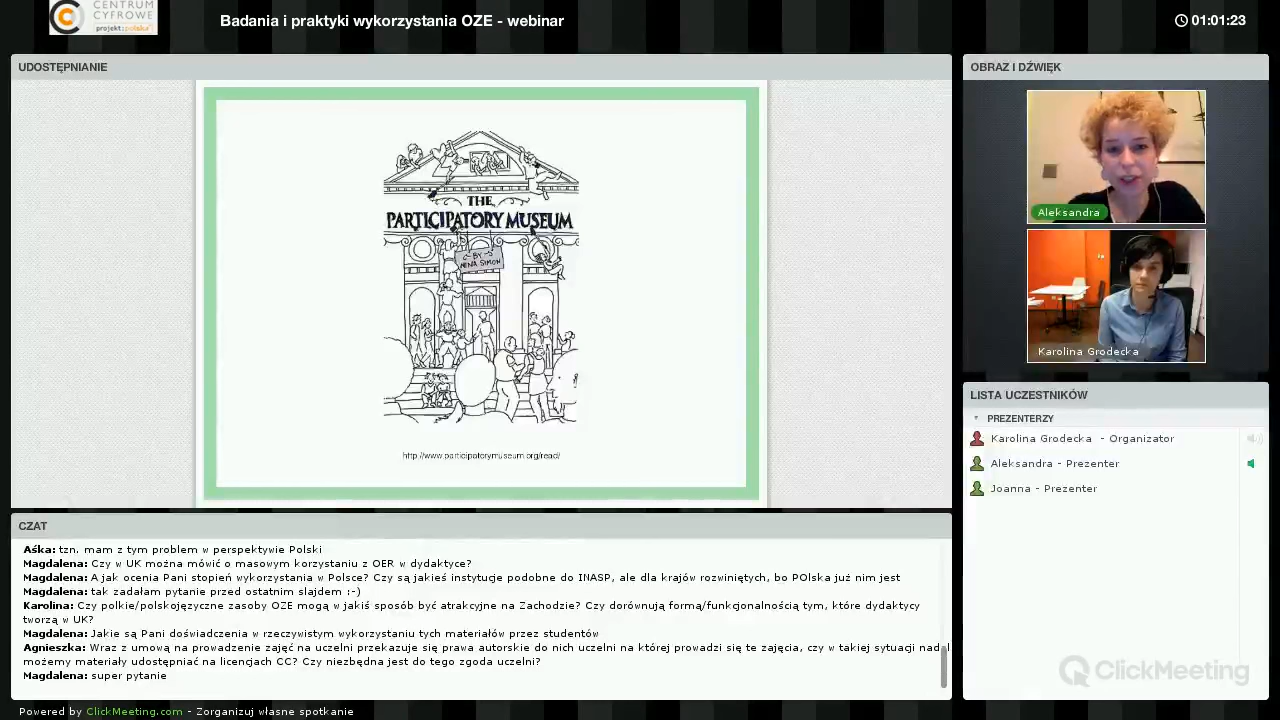 CENTRUM
CYFROWE
projekt: polska
Badania i praktyki wykorzystania OZE - webinar
01:01:23
UDOSTĘPNIANIE
THE
PARTICIPATORY MUSEUM
BY
NINA SIMON
http://www.participatorymuseum.org/read/
OBRAZ I DŹWIĘK
Aleksandra
Karolina Grodecka
LISTA UCZESTNIKÓW
PREZENTERZY
Karolina Grodecka - Organizator
Aleksandra - Prezenter
Joanna - Prezenter
ClickMeeting
CZAT
Aśka: tzn. mam z tym problem w perspektywie Polski
Magdalena: Czy w UK można mówić o masowym korzystaniu z OER w dydaktyce?
Magdalena: A jak ocenia Pani stopień wykorzystania w Polsce? Czy są jakieś instytucje podobne do INASP, ale dla krajów rozwiniętych, bo POlska już nim jest
Magdalena: tak zadałam pytanie przed ostatnim slajdem :-)
Karolina: Czy polkie/polskojęzyczne zasoby OZE mogą w jakiś sposób być atrakcyjne na Zachodzie? Czy dorównują formą/funkcjonalnością tym, które dydaktycy
tworzą w UK?
Magdalena: Jakie są Pani doświadczenia w rzeczywistym wykorzystaniu tych materiałów przez studentów
Agnieszka: Wraz z umową na prowadzenie zajęć na uczelni przekazuje się prawa autorskie do nich uczelni na której prowadzi się te zajęcia, czy w takiej sytuacji nadal
możemy materiały udostępniać na licencjach CC? Czy niezbędna jest do tego zgoda uczelni?
Magdalena: super pytanie
Powered by ClickMeeting.com - Zorganizuj własne spotkanie